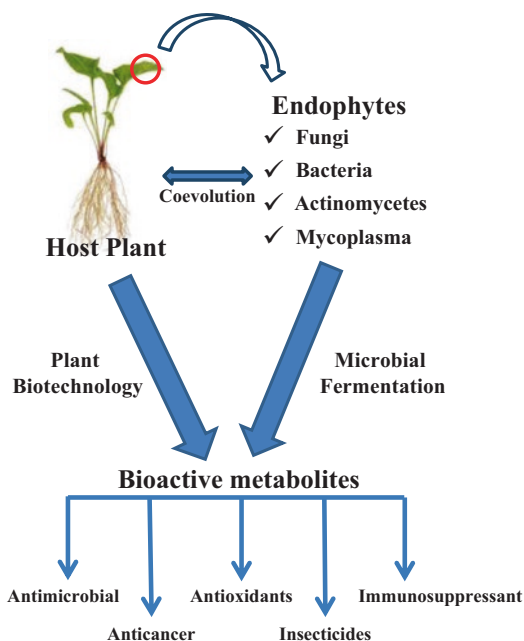 Endophytes
✓ Fungi
✓ Bacteria
✓ Actinomycetes
✓ Mycoplasma
Coevolution
Host Plant
Plant
Biotechnology
Microbial
Fermentation
Bioactive metabolites
Antimicrobial
Anticancer
Antioxidants
Insecticides
Immunosuppressant